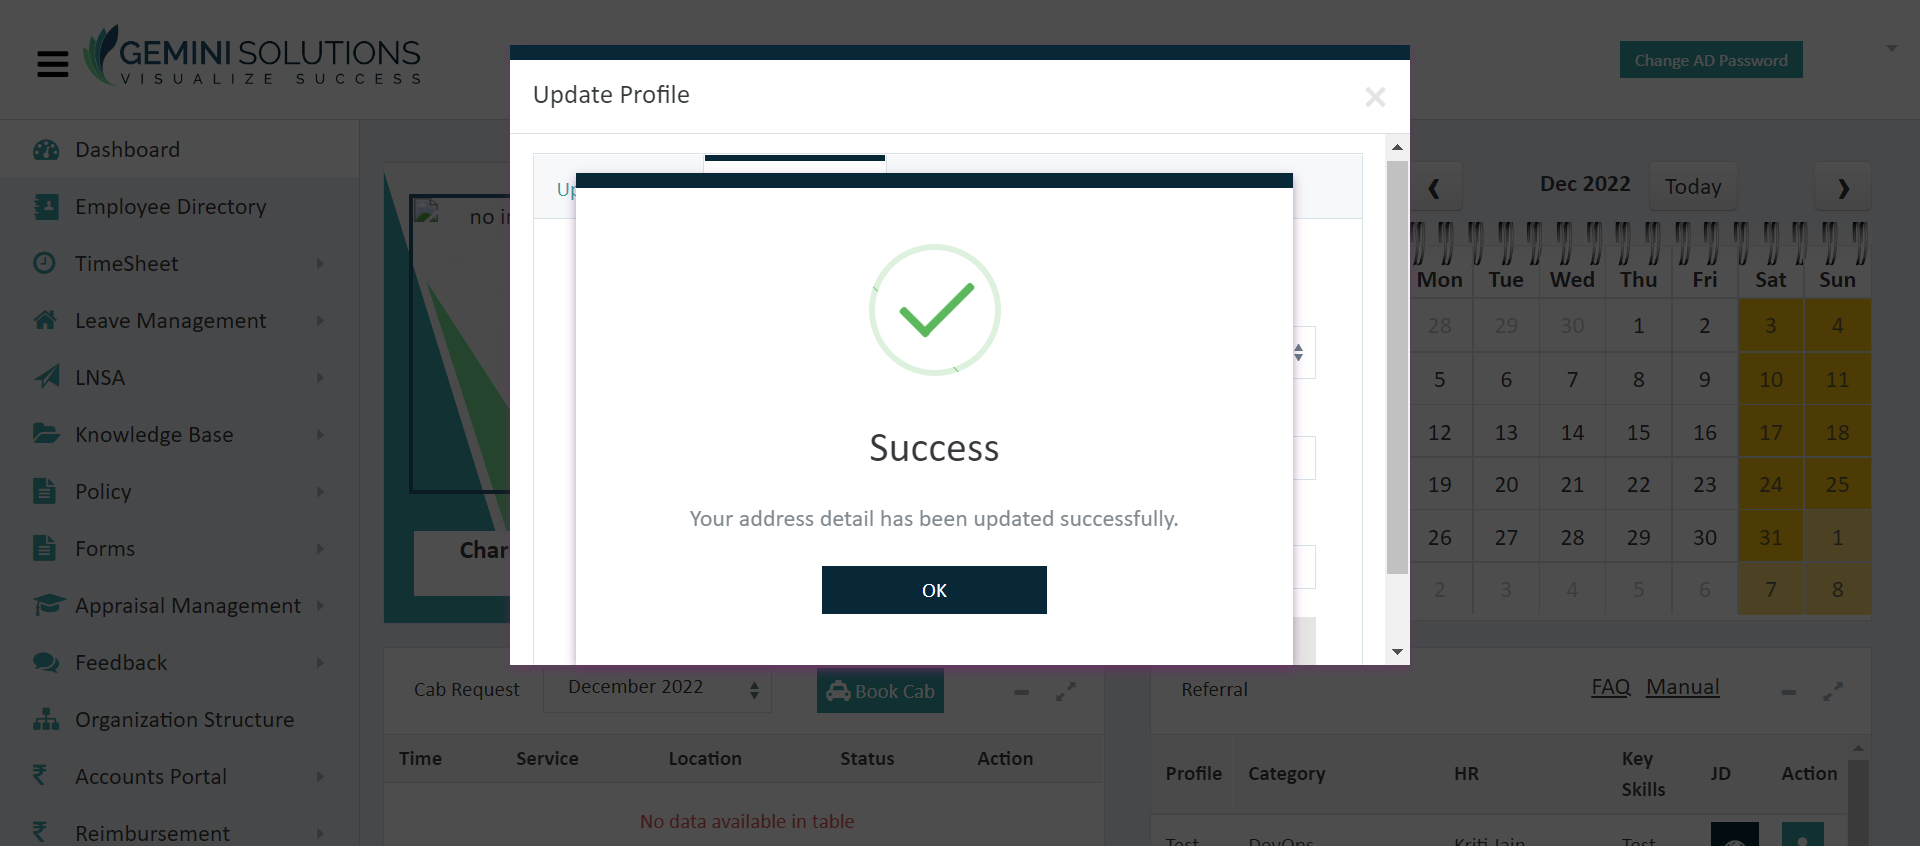 GEMINI SOLUTIONS
VISUALIZE SUCCESS
Change AD Password
Update Profile
×
Dashboard
Employee Directory
TimeSheet
Leave Management
LNSA
Knowledge Base
Policy
Forms
Appraisal Management
Feedback
Organization Structure
Accounts Portal
Reimbursement
no
Success
Your address detail has been updated successfully.
OK
Dec 2022 Today
Mon Tue Wed Thu Fri Sat Sun
28 29 30 1 2 3 4
5 6 7 8 9 10 11
12 13 14 15 16 17 18
19 20 21 22 23 24 25
26 27 28 29 30 31 1
2 3 4 5 6 7 8
Cab Request December 2022 Book Cab
Time Service Location Status Action
No data available in table
Referral FAQ Manual
Profile Category HR Key Skills JD Action
Test DevOps Kriti Jain Test